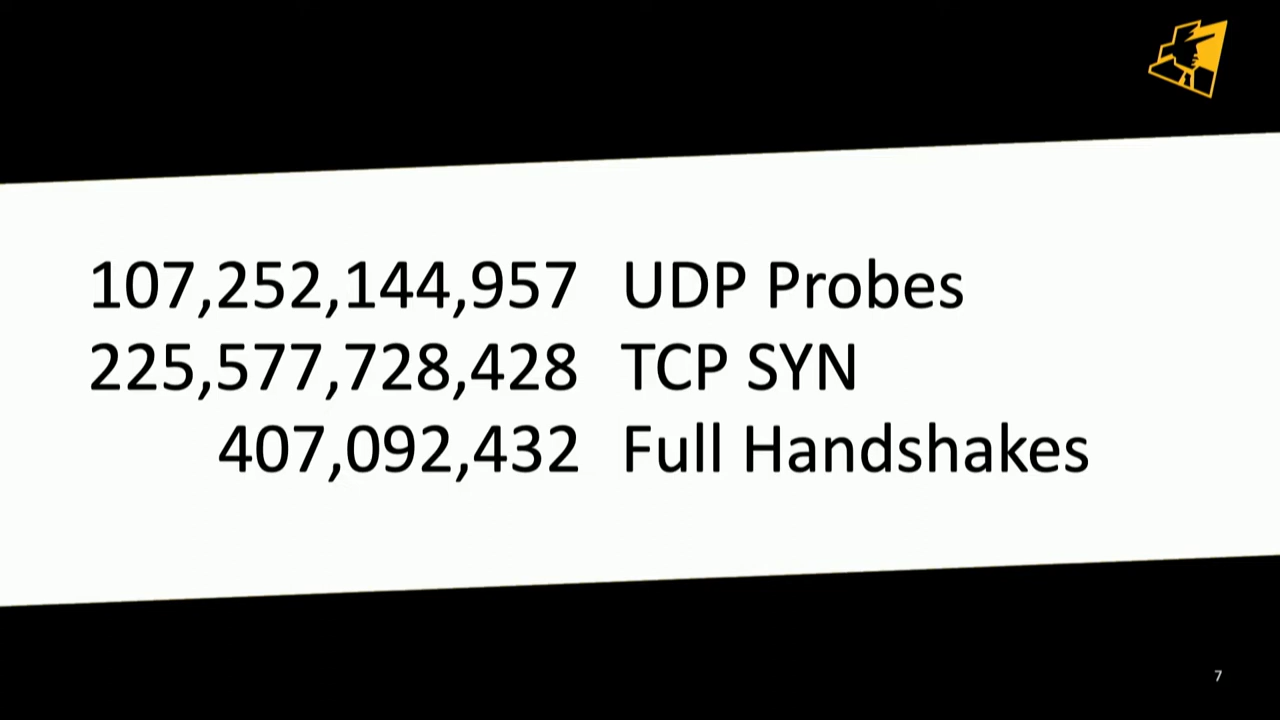 107,252,144,957 UDP Probes
225,577,728,428 TCP SYN
407,092,432 Full Handshakes
7